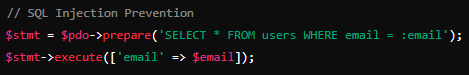 // SQL Injection Prevention
$stmt = $pdo->prepare('SELECT * FROM users WHERE email = :email');
$stmt->execute(['email' => $email]);